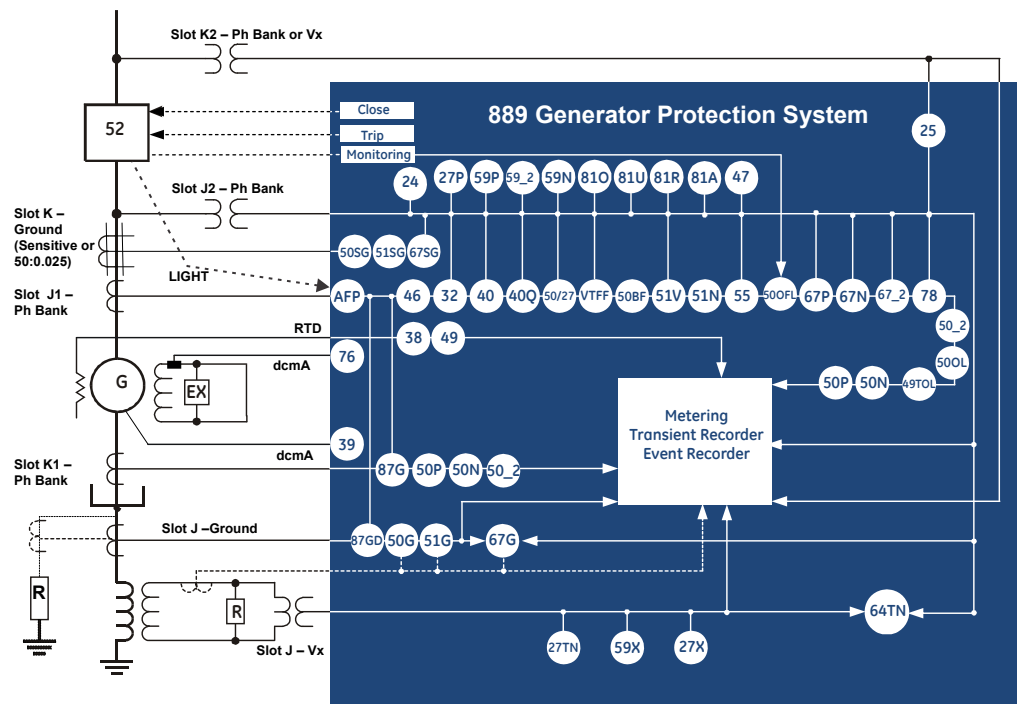 Slot K2 – Ph Bank or Vx
889 Generator Protection System
Close
Trip
Monitoring
52
25
24
27P
59P
59_2
59N
81O
81U
81R
81A
47
Slot J2 – Ph Bank
Slot K –
Ground
(Sensitive or
50:0.025)
50SG
51SG
67SG
LIGHT
Slot J1 –
Ph Bank
AFP
46
32
40
40Q
50/27
VTFF
50BF
51V
51N
55
50OFL
67P
67N
67_2
78
RTD
38
49
50_2
dcmA
76
50OL
G
EX
50P
50N
49TOL
Metering
Transient Recorder
Event Recorder
39
dcmA
Slot K1 –
Ph Bank
87G
50P
50N
50_2
Slot J –Ground
87GD
50G
51G
67G
R
R
64TN
Slot J – Vx
27TN
59X
27X